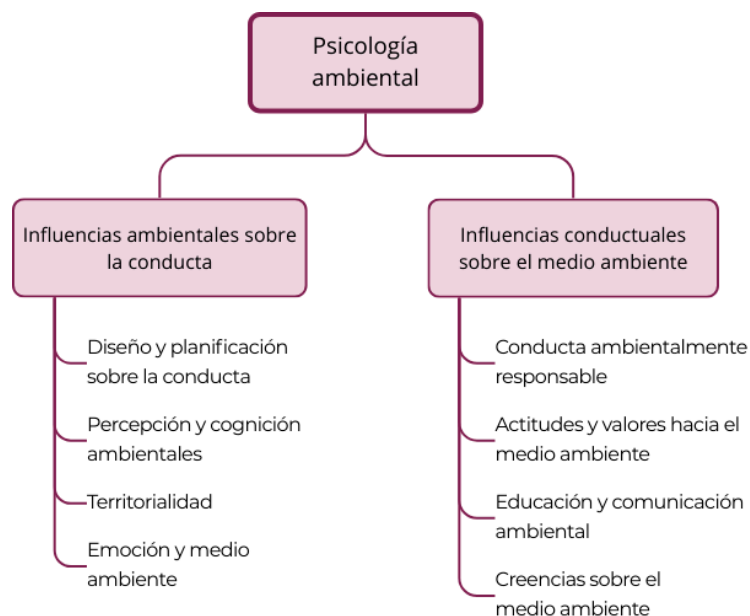 Psicología
ambiental
Influencias ambientales sobre
la conducta
Diseño y planificación
sobre la conducta
Percepción y cognición
ambientales
Territorialidad
Emoción y medio
ambiente
Influencias conductuales
sobre el medio ambiente
Conducta ambientalmente
responsable
Actitudes y valores hacia el
medio ambiente
Educación y comunicación
ambiental
Creencias sobre el
medio ambiente